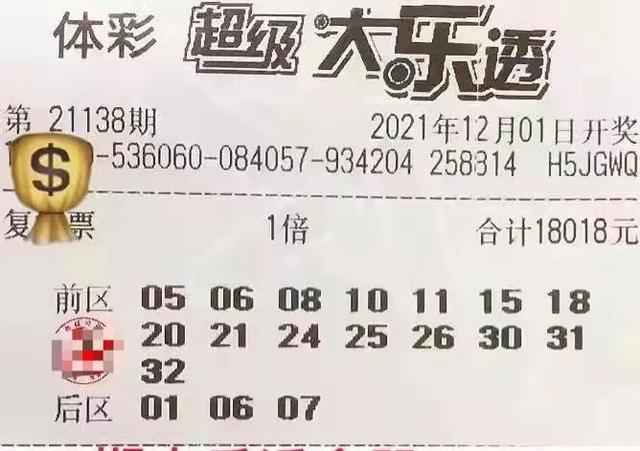 体彩 超级大乐透
第 21138期 2021年12月01日开奖
-536060-084057-934204 258314 H5JGWQ
复 票 1倍 合计18018元
前区 05 06 08 10 11 15 18
20 21 24 25 26 30 31
32
后区 01 06 07